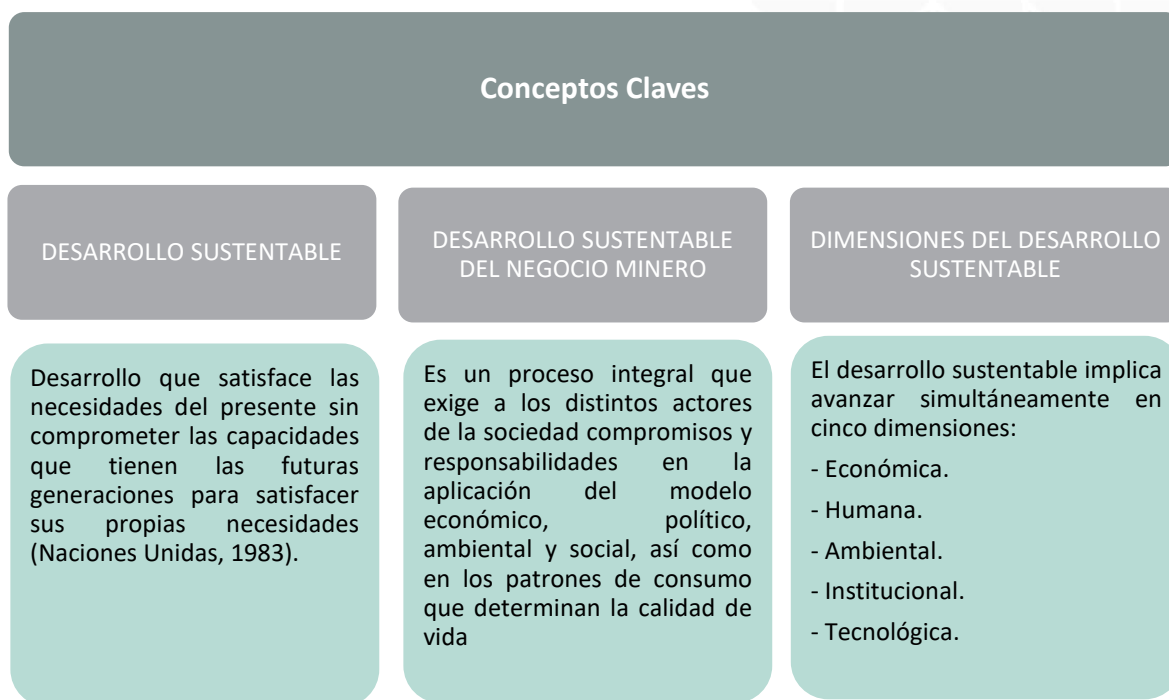 Conceptos Claves
DESARROLLO SUSTENTABLE
Desarrollo que satisface las
necesidades del presente sin
comprometer las capacidades
que tienen las futuras
generaciones para satisfacer
sus propias necesidades
(Naciones Unidas, 1983).
DESARROLLO SUSTENTABLE
DEL NEGOCIO MINERO
Es un proceso integral que
exige a los distintos actores
de la sociedad compromisos y
responsabilidades en la
aplicación del modelo
económico, político,
ambiental y social, así como
en los patrones de consumo
que determinan la calidad de
vida
DIMENSIONES DEL DESARROLLO
SUSTENTABLE
El desarrollo sustentable implica
avanzar simultáneamente en
cinco dimensiones:
- Económica.
- Humana.
- Ambiental.
- Institucional.
- Tecnológica.